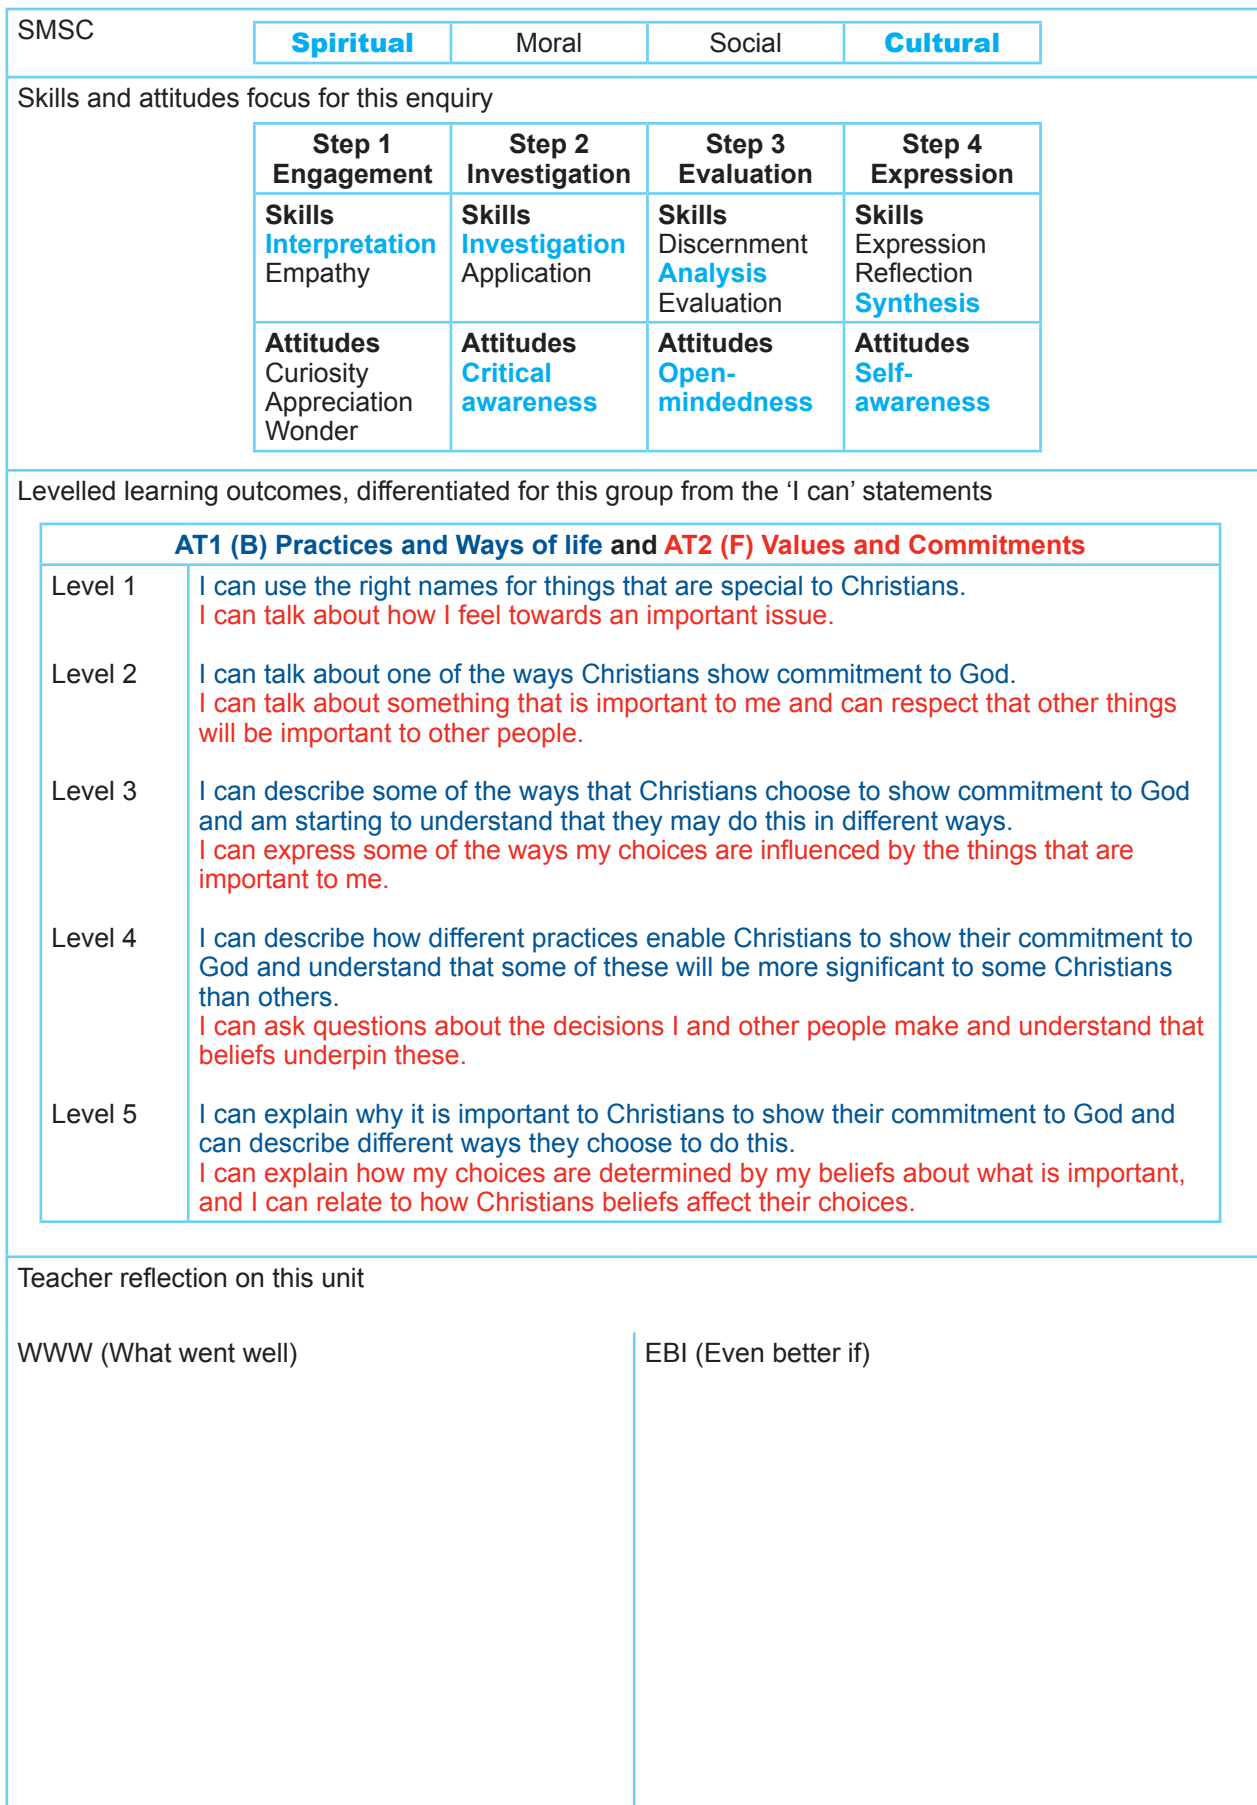 SMSC
Spiritual Moral Social Cultural
Skills and attitudes focus for this enquiry
Step 1
Engagement
Step 2
Investigation
Step 3
Evaluation
Step 4
Expression
Skills
Interpretation
Empathy
Skills
Investigation
Application
Skills
Discernment
Analysis
Evaluation
Skills
Expression
Reflection
Synthesis
Attitudes
Curiosity
Appreciation
Wonder
Attitudes
Critical
awareness
Attitudes
Open-
mindedness
Attitudes
Self-
awareness
Levelled learning outcomes, differentiated for this group from the ‘I can’ statements
AT1 (B) Practices and Ways of life and AT2 (F) Values and Commitments
Level 1
I can use the right names for things that are special to Christians.
I can talk about how I feel towards an important issue.
Level 2
I can talk about one of the ways Christians show commitment to God.
I can talk about something that is important to me and can respect that other things
will be important to other people.
Level 3
I can describe some of the ways that Christians choose to show commitment to God
and am starting to understand that they may do this in different ways.
I can express some of the ways my choices are influenced by the things that are
important to me.
Level 4
I can describe how different practices enable Christians to show their commitment to
God and understand that some of these will be more significant to some Christians
than others.
I can ask questions about the decisions I and other people make and understand that
beliefs underpin these.
Level 5
I can explain why it is important to Christians to show their commitment to God and
can describe different ways they choose to do this.
I can explain how my choices are determined by my beliefs about what is important,
and I can relate to how Christians beliefs affect their choices.
Teacher reflection on this unit
WWW (What went well)
EBI (Even better if)